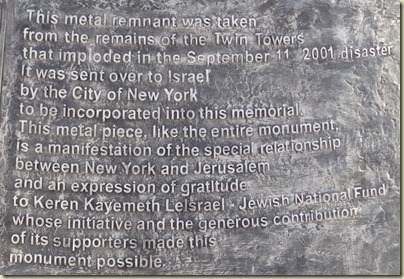 This metal remnant was taken
from the remains of the Twin Towers
that imploded in the September 11, 2001 disaster
It was sent over to Israel
by the City of New York
to be incorporated into this memorial.
This metal piece, like the entire monument,
is a manifestation of the special relationship
between New York and Jerusalem
and an expression of gratitude
to Keren Kayemeth LeIsrael - Jewish National Fund
whose initiative and the generous contribution
of its supporters made this
monument possible.